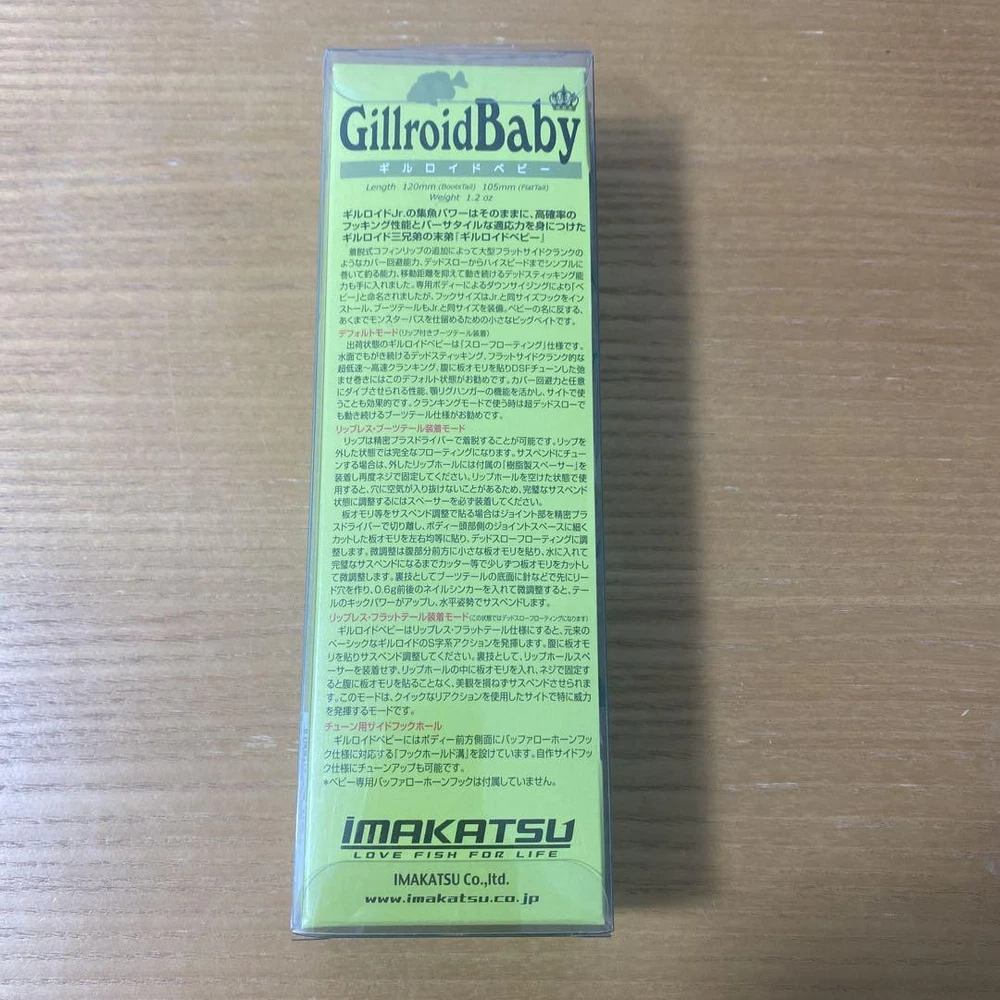 GillroidBaby
ギルロイドベビー
Length 120mm (BootsTail) 105mm (FlatTail)
Weight 1.2 oz
ギルロイドJr.の集魚パワーはそのままに、高確率の
フッキング性能とバーサタイルな適応力を身につけた
ギルロイド三兄弟の末弟「ギルロイドベビー」
着脱式コフィンリップの追加によって大型フラットサイドクランク
のようなカバー回避能力、デッドスローからハイスピードまでシンプルに
巻いて釣る能力、移動距離を抑えて動き続けるデッドスティッキング能
力も手に入れました。専用ボディーによるダウンサイジングにより「ベ
ビー」と命名されましたが、フックサイズはJr.と同サイズフックをイン
ストール、ブーツテールもJr.と同サイズを装備。ベビーの名に反する、
あくまでモンスターバスを仕留めるための小さなビッグベイトです。
デフォルトモード(リップ付きブーツテール装着)
出荷状態のギルロイドベビーは「スローフローティング」仕様です。
水面でもがき続けるデッドスティッキング、フラットサイドクランク的な
超低速〜高速クランキング、腹に板オモリを貼りDSFチューンした弛
ませ巻きにはこのデフォルト状態がお勧めです。カバー回避力と任意
にダイブさせられる性能、顎リグハンガーの機能を活かし、サイトで使
うことも効果的です。クランキングモードで使う時は超デッドスローで
も動き続けるブーツテール仕様がお勧めです。
リップレス・ブーツテール装着モード
リップは精密プラスドライバーで着脱することが可能です。リップを
外した状態では完全なフローティングになります。サスペンドにチュー
ンする場合は、外したリップホールには付属の「樹脂製スペーサー」を
装着し再度ネジで固定してください。リップホールを空けた状態で使
用すると、穴に空気が入り抜けないことがあるため、完璧なサスペンド
状態に調整するにはスペーサーを必ず装着してください。
板オモリ等をサスペンド調整で貼る場合はジョイント部を精密プラ
スドライバーで切り離し、ボディー頭部側のジョイントスペースに細く
カットした板オモリを左右均等に貼り、デッドスローフローティングに調
整します。微調整は腹部分前方に小さな板オモリを貼り、水に入れて
完璧なサスペンドになるまでカッター等で少しずつ板オモリをカットし
て微調整します。裏技としてブーツテールの底面に針などで先にリー
ド穴を作り、0.6g前後のネイルシンカーを入れて微調整すると、テー
ルのキックパワーがアップし、水平姿勢でサスペンドします。
リップレス・フラットテール装着モード(この状態ではデッドスローフローティングになります)
ギルロイドベビーはリップレス・フラットテール仕様にすると、元来の
ベーシックなギルロイドのS字系アクションを発揮します。腹に板オモ
リを貼りサスペンド調整してください。裏技として、リップホールスペ
ーサーを装着せず、リップホールの中に板オモリを入れ、ネジで固定す
ると腹に板オモリを貼ることなく、美観を損ねずサスペンドさせられま
す。このモードは、クイックなリアクションを使用したサイトで特に威力
を発揮するモードです。
チューン用サイドフックホール
ギルロイドベビーにはボディー前方側面にバッファローホーンフッ
ク仕様に対応する「フックホールド溝」を設けています。自作サイドフッ
ク仕様にチューンアップも可能です。
*ベビー専用バッファローホーンフックは付属していません。
iMAKATSU
LOVE FISH FOR LIFE
IMAKATSU Co.,ltd.
www.imakatsu.co.jp